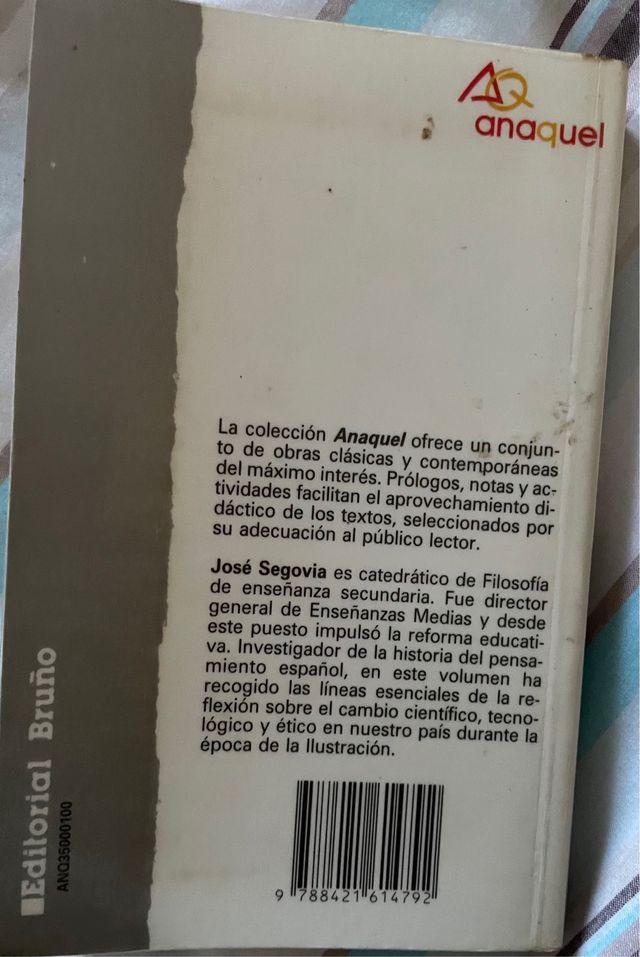 AQ
anaquel
La colección Anaquel ofrece un conjun-
to de obras clásicas y contemporáneas
del máximo interés. Prólogos, notas y ac-
tividades facilitan el aprovechamiento di-
dáctico de los textos, seleccionados por
su adecuación al público lector.
José Segovia es catedrático de Filosofía
de enseñanza secundaria. Fue director
general de Enseñanzas Medias y desde
este puesto impulsó la reforma educati-
va. Investigador de la historia del pensa-
miento español, en este volumen ha
recogido las líneas esenciales de la re-
flexión sobre el cambio científico, tecno-
lógico y ético en nuestro país durante la
época de la Ilustración.
9 788421 614792
Editorial Bruño
ANQ35000100